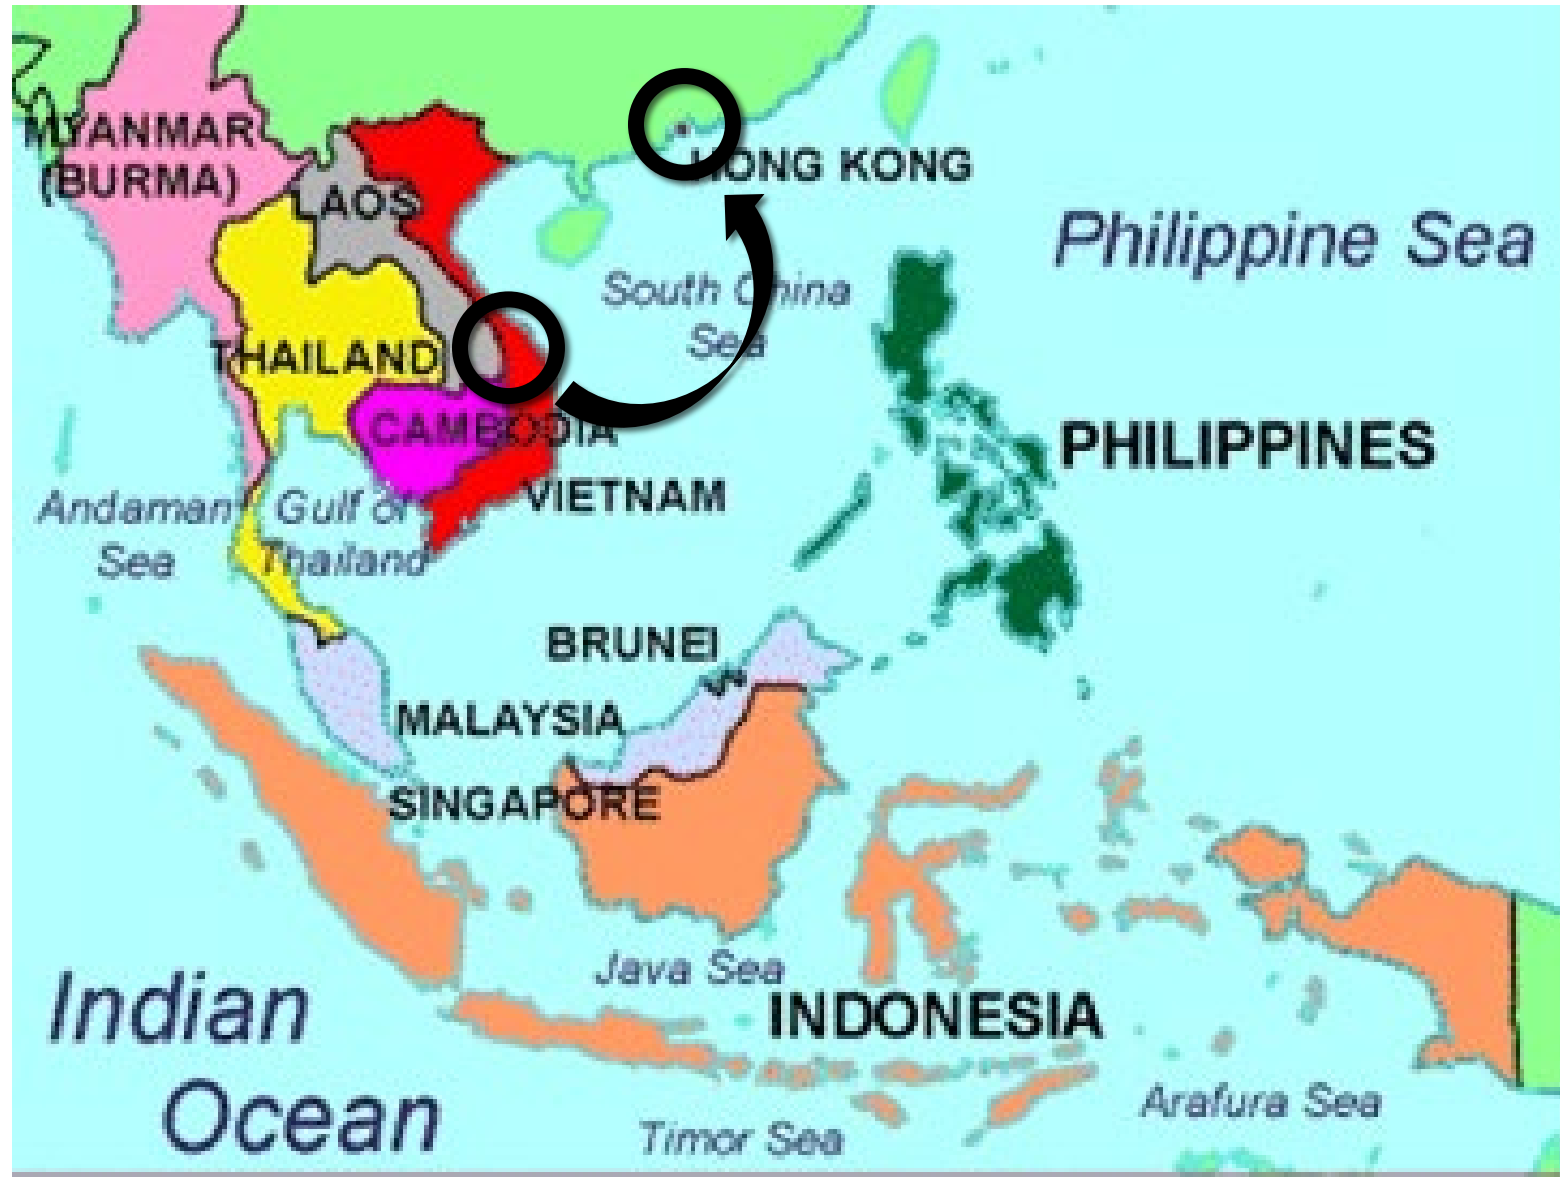 MYANMAR
(BURMA)
LAOS
HONG KONG
Philippine Sea
South China
Sea
THAILAND
CAMBODIA
PHILIPPINES
VIETNAM
Andaman
Sea
Gulf of
Thailand
BRUNEI
MALAYSIA
SINGAPORE
Java Sea
INDONESIA
Indian
Ocean
Timor Sea
Arafura Sea